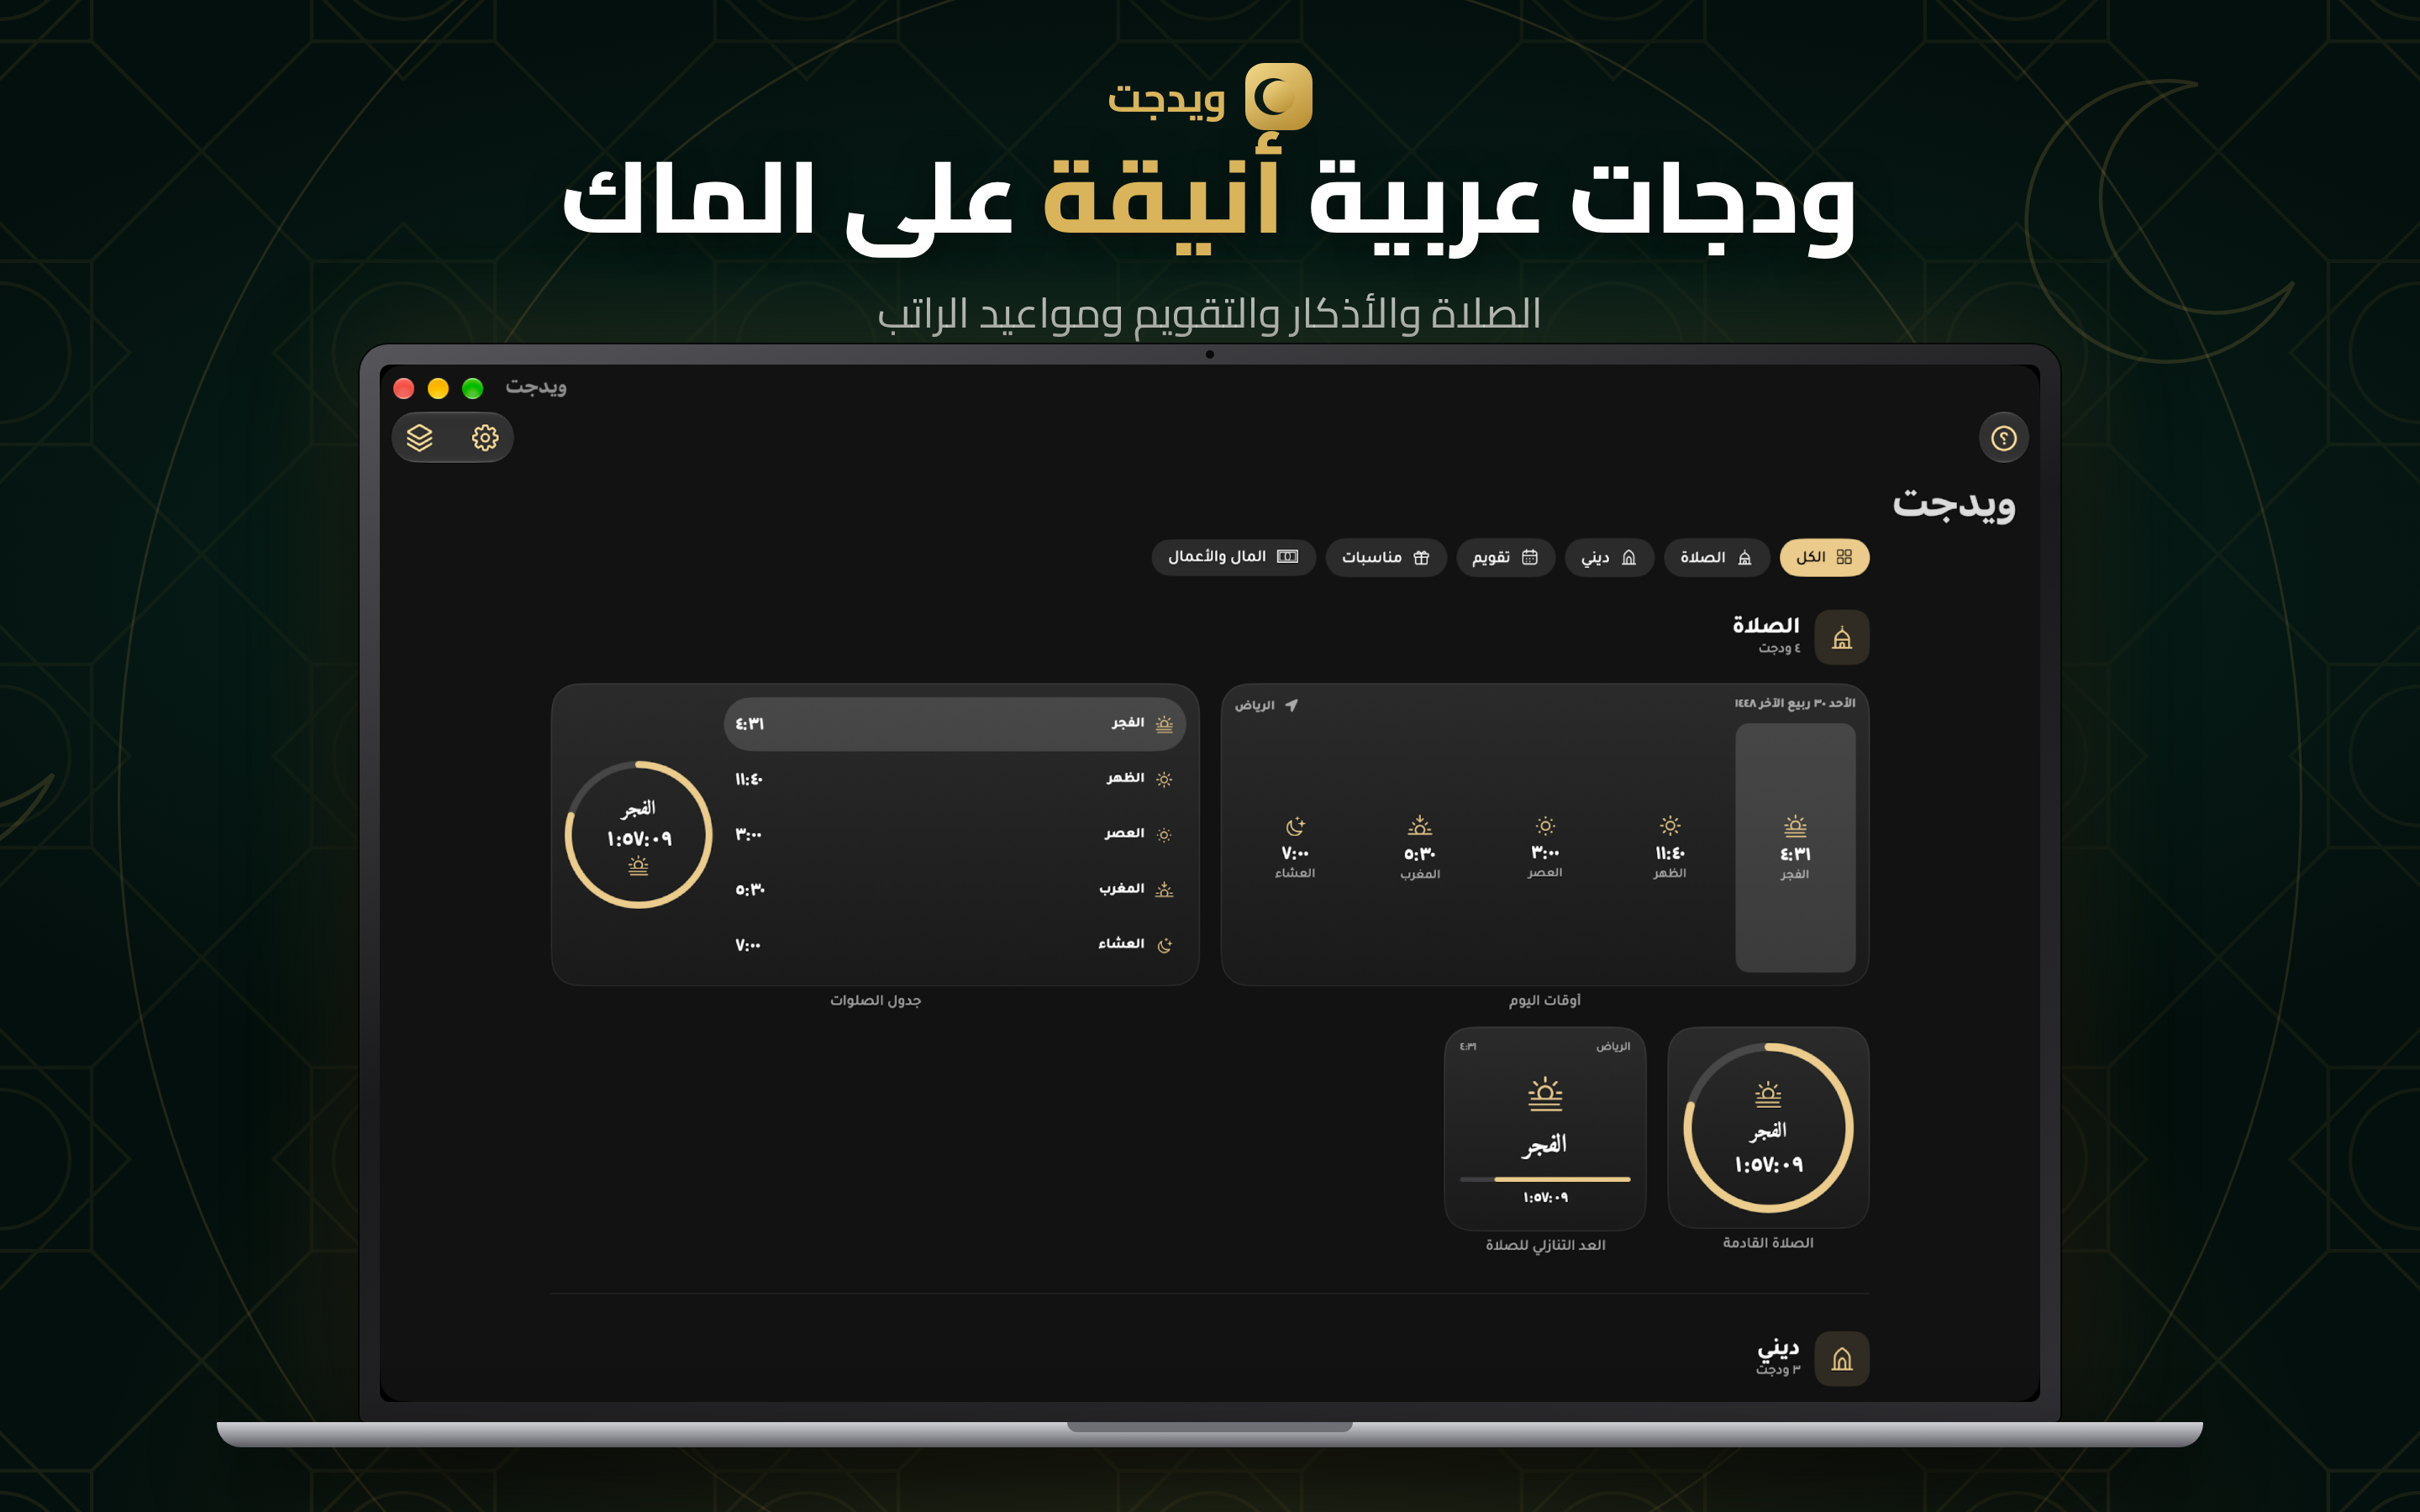 ويدجت
ودجات عربية أنيقة على الماك
الصلاة والأذكار والتقويم ومواعيد الراتب
ويدجت
؟
ويدجت
الكل
الصلاة
ديني
تقويم
مناسبات
المال والأعمال
الصلاة
٤ ودجت
الأحد ٣٠ ربيع الآخر ١٤٤٨
الرياض
٤:٣١
الفجر
١١:٤٠
الظهر
٣:٠٠
العصر
٥:٣٠
المغرب
٧:٠٠
العشاء
أوقات اليوم
الفجر ٤:٣١
الظهر ١١:٤٠
العصر ٣:٠٠
المغرب ٥:٣٠
العشاء ٧:٠٠
الفجر
١:٥٧:٠٩
جدول الصلوات
الفجر
١:٥٧:٠٩
الصلاة القادمة
الرياض ٤:٣١
الفجر
١:٥٧:٠٩
العد التنازلي للصلاة
ديني
٣ ودجت